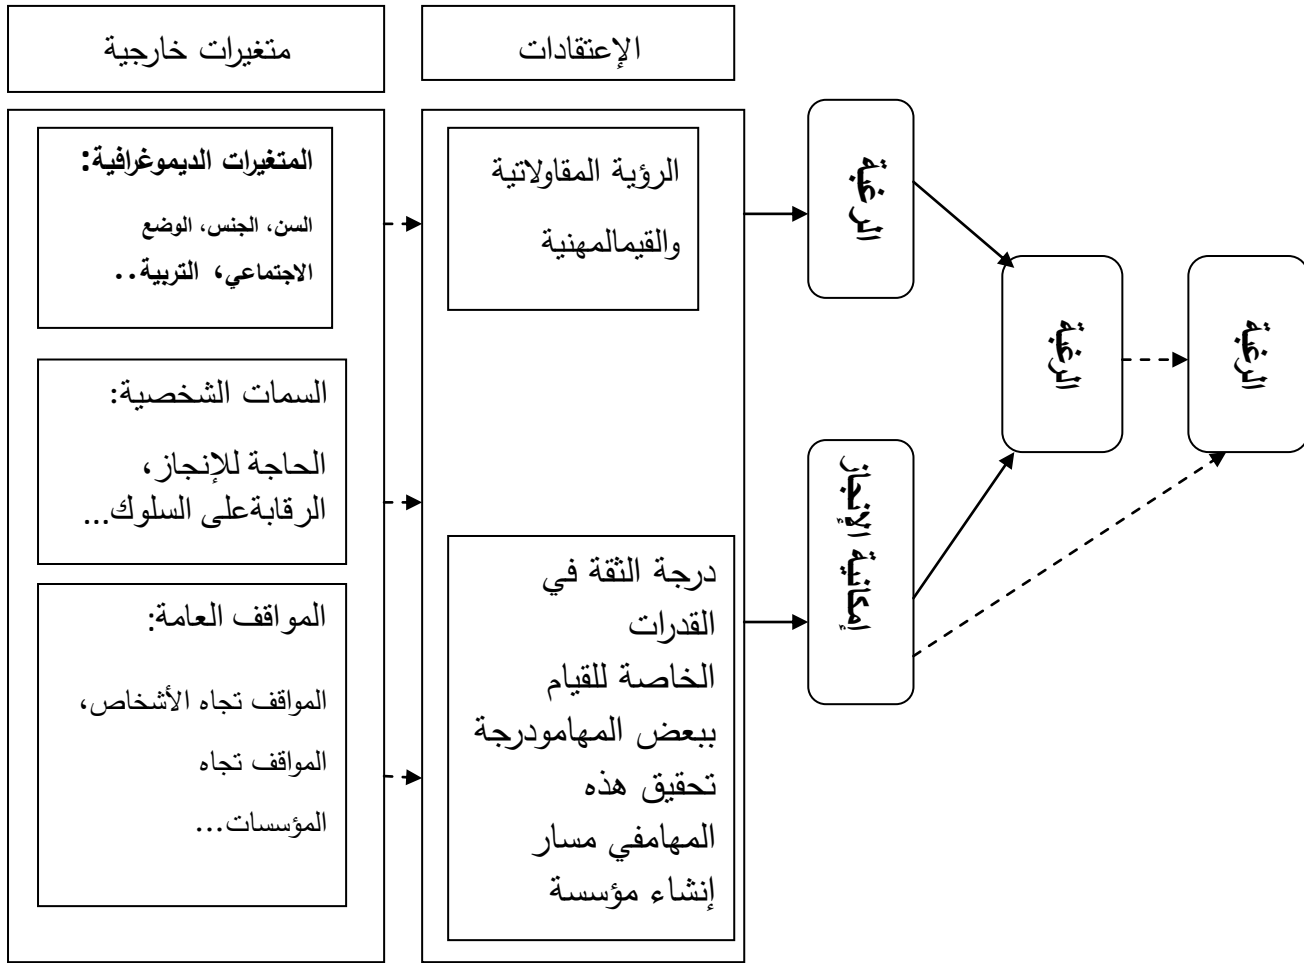 متغيرات خارجية
المتغيرات الديموغرافية:
السن، الجنس، الوضع
الاجتماعي، التربية..
السمات الشخصية:
الحاجة للإنجاز،
الرقابةعلى السلوك...
المواقف العامة:
المواقف تجاه الأشخاص،
المواقف تجاه
المؤسسات...
الإعتقادات
الرؤية المقاولاتية
والقيمالمهنية
درجة الثقة في
القدرات
الخاصة للقيام
ببعض المهامودرجة
تحقيق هذه
المهامفي مسار
إنشاء مؤسسة
الرغبة
إمكانية الإنجاز
الرغبة
الرغبة